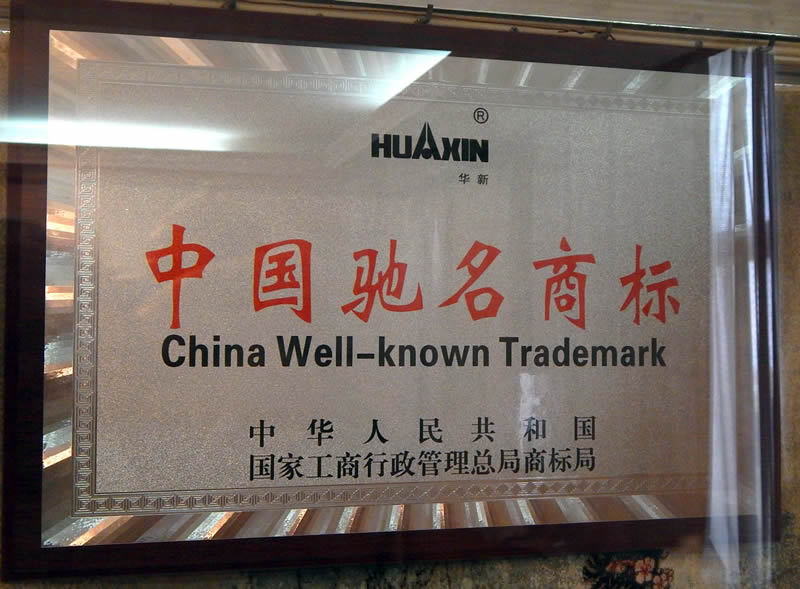 ®
HUAXIN
华新
中国驰名商标
China Well-known Trademark
中华人民共和国
国家工商行政管理总局商标局